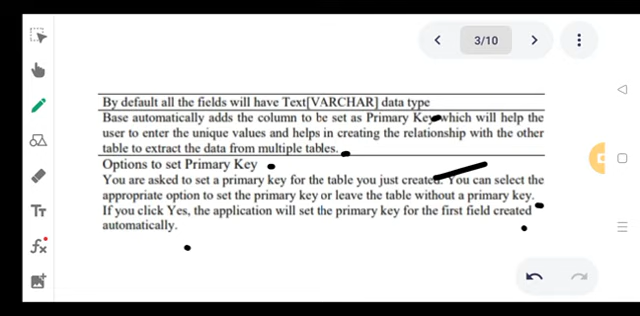 3/10
By default all the fields will have Text[VARCHAR] data type
Base automatically adds the column to be set as Primary Key which will help the
user to enter the unique values and helps in creating the relationship with the other
table to extract the data from multiple tables.
Options to set Primary Key
You are asked to set a primary key for the table you just created. You can select the
appropriate option to set the primary key or leave the table without a primary key.
If you click Yes, the application will set the primary key for the first field created
automatically.
Tт
fx